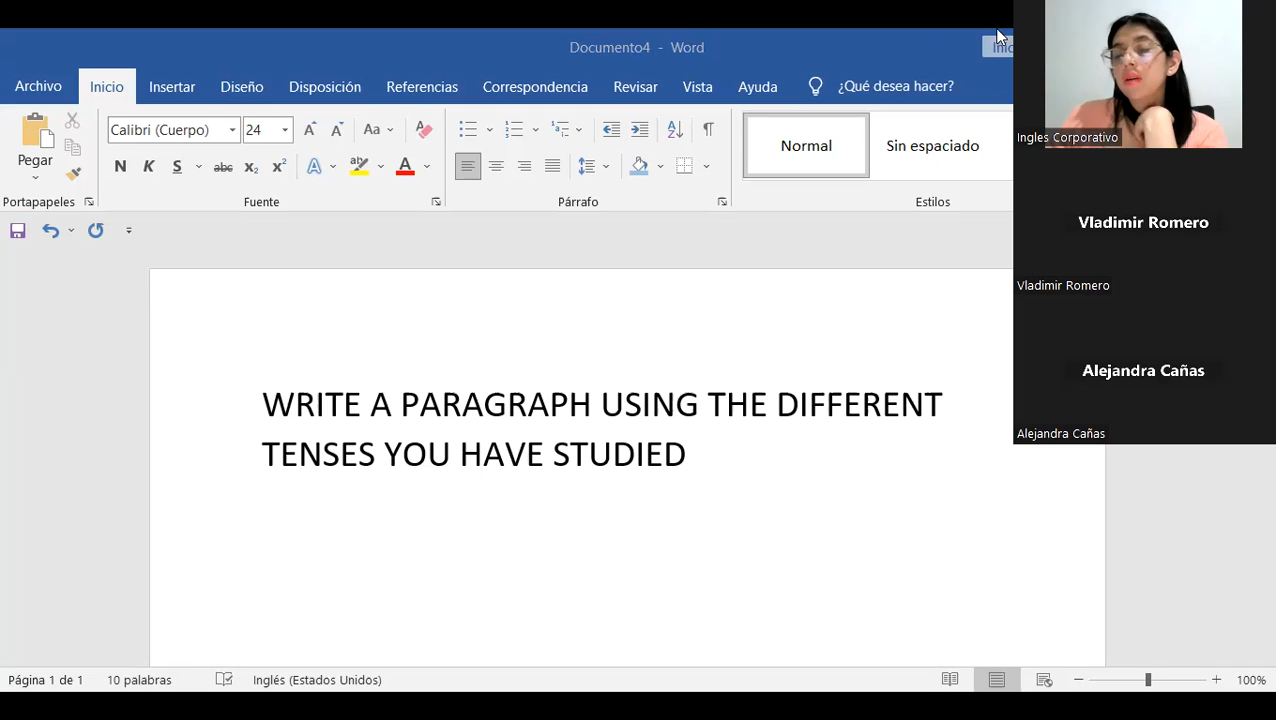 Documento4 - Word
Archivo
Inicio
Insertar
Diseño
Disposición
Referencias
Correspondencia
Revisar
Vista
Ayuda
¿Qué desea hacer?
Pegar
Calibri (Cuerpo)
24
Aa
N
K
S
abc
x₂
x²
A
aby
A
Normal
Sin espaciado
Portapapeles
Fuente
Párrafo
Estilos
WRITE A PARAGRAPH USING THE DIFFERENT
TENSES YOU HAVE STUDIED
Ingles Corporativo
Vladimir Romero
Vladimir Romero
Alejandra Cañas
Alejandra Cañas
Página 1 de 1
10 palabras
Inglés (Estados Unidos)
100%